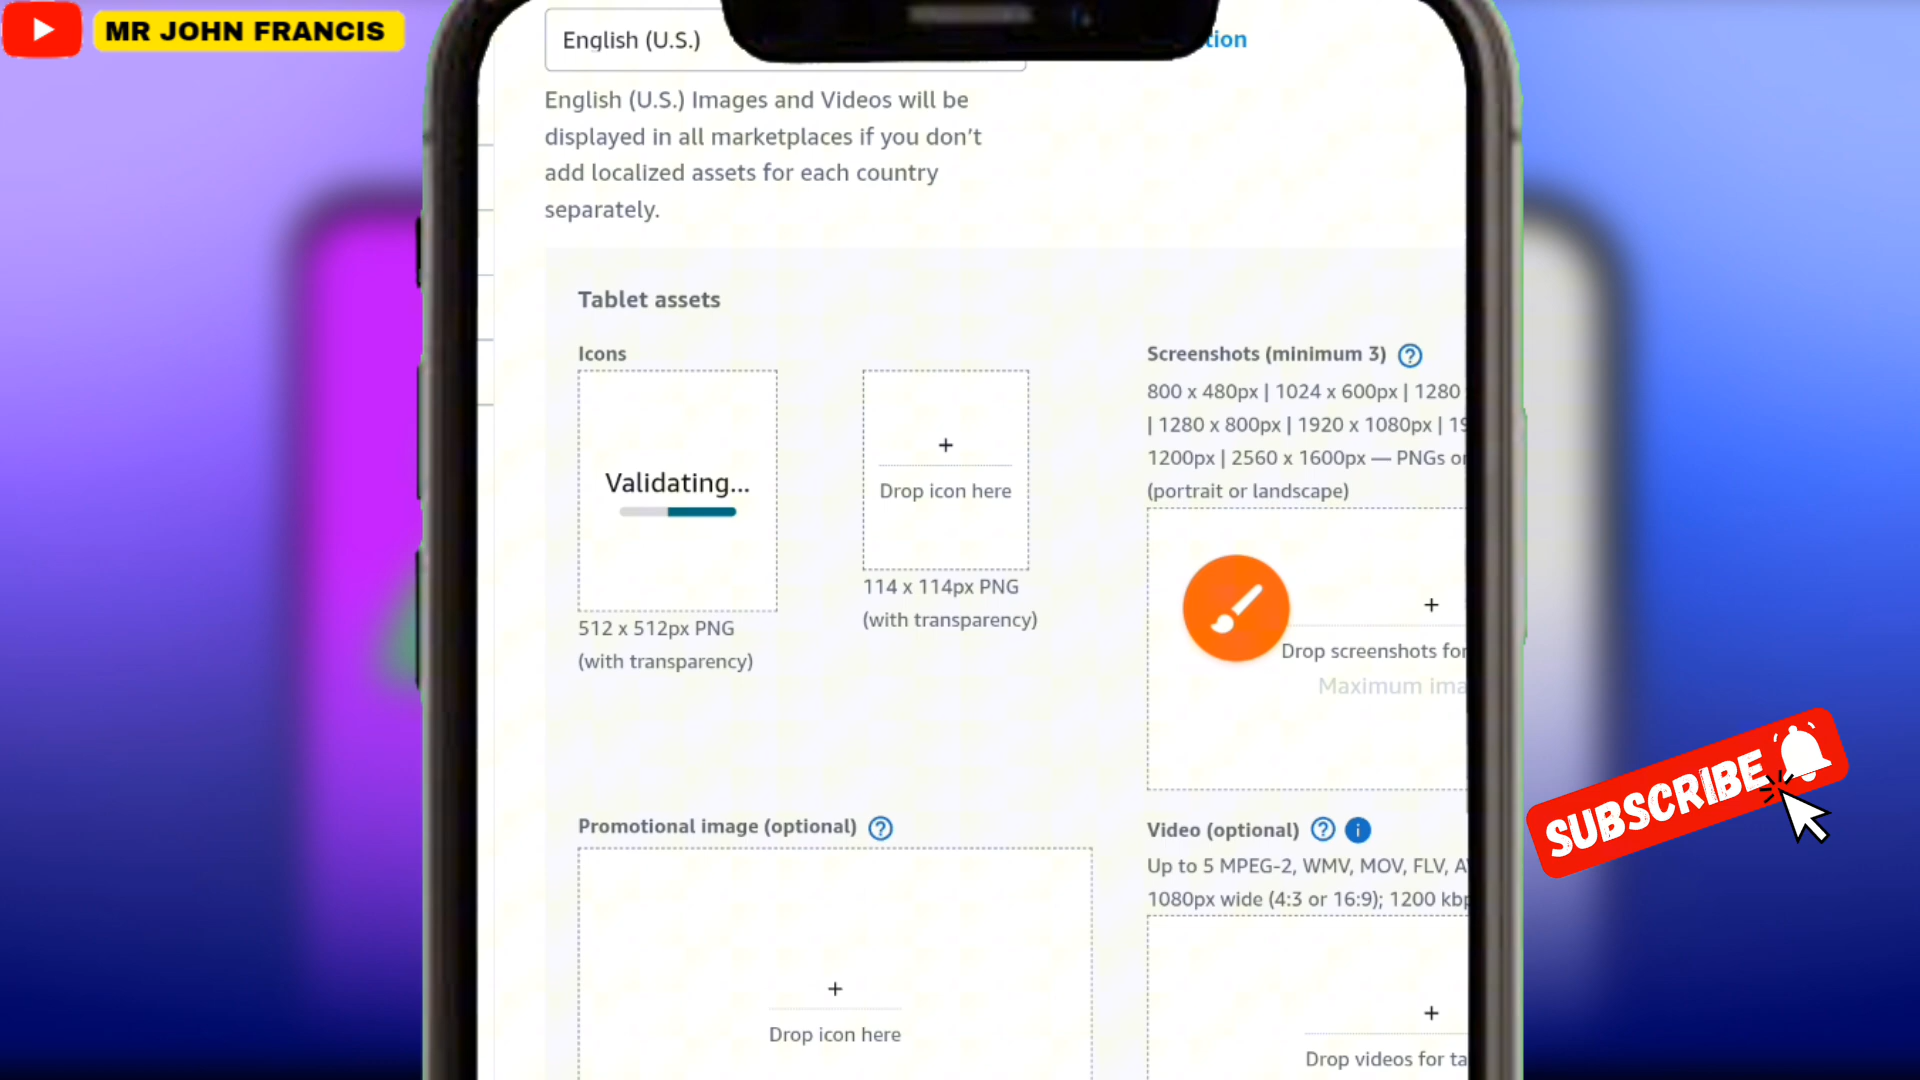 MR JOHN FRANCIS
English (U.S.)
tion
English (U.S.) Images and Videos will be
displayed in all marketplaces if you don’t
add localized assets for each country
separately.
Tablet assets
Icons
Validating...
512 x 512px PNG
(with transparency)
+
Drop icon here
114 x 114px PNG
(with transparency)
Screenshots (minimum 3) ?
800 x 480px | 1024 x 600px | 1280
| 1280 x 800px | 1920 x 1080px | 19
1200px | 2560 x 1600px — PNGs or
(portrait or landscape)
+
Drop screenshots for
Maximum ima
Promotional image (optional) ?
+
Drop icon here
Video (optional) ? i
Up to 5 MPEG-2, WMV, MOV, FLV, A
1080px wide (4:3 or 16:9); 1200 kbp
+
Drop videos for ta
SUBSCRIBE